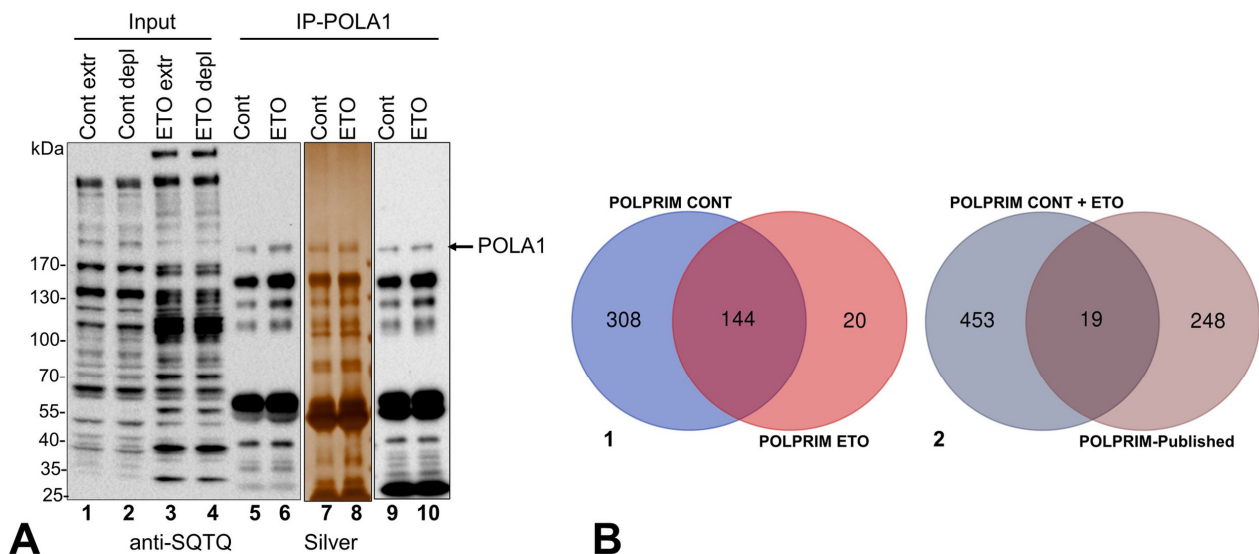 Input
IP-POLA1
Cont extr
Cont depl
ETO extr
ETO depl
Cont
ETO
Cont
ETO
Cont
ETO
kDa
170-
130-
100-
70-
55-
40-
35-
25-
POLA1
1 2 3 4 5 6 7 8 9 10
anti-SQTQ Silver
A
POLPRIM CONT
308 144 20
POLPRIM ETO
1
POLPRIM CONT + ETO
453 19 248
POLPRIM-Published
2
B